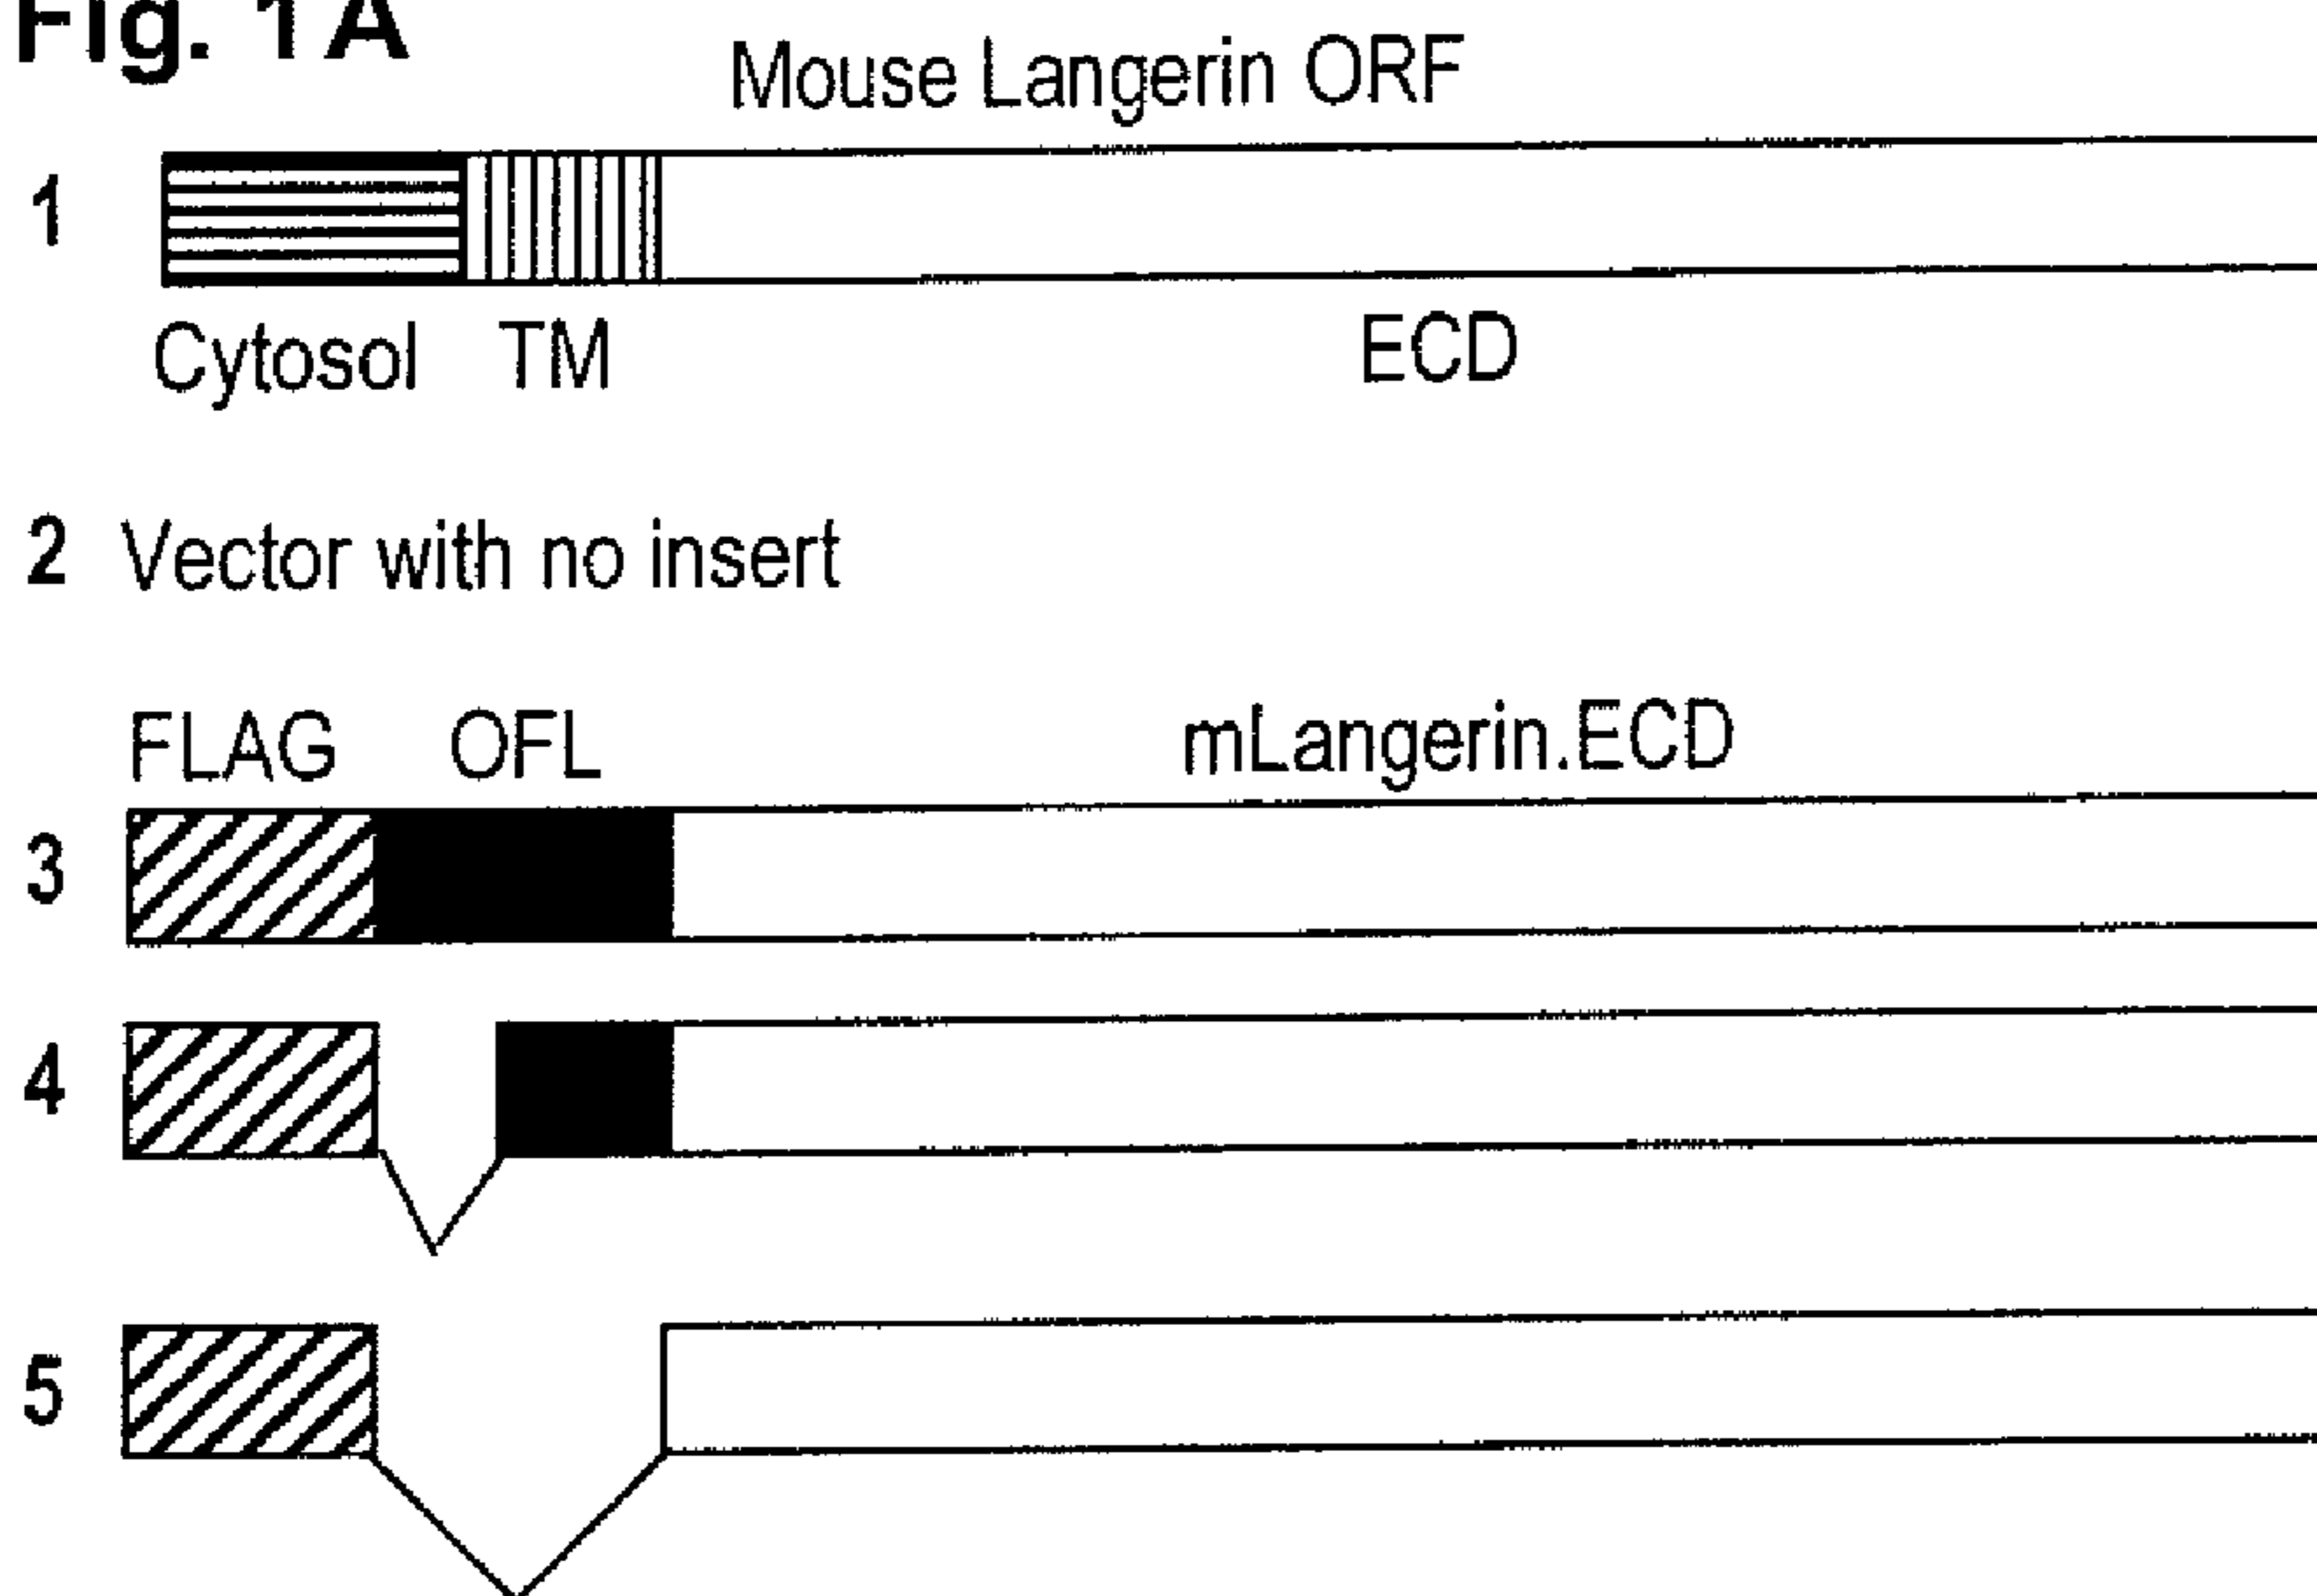 Fig. 1A
Mouse Langerin ORF
1
Cytosol TM ECD
2 Vector with no insert
FLAG OFL mLangerin.ECD
3
4
5